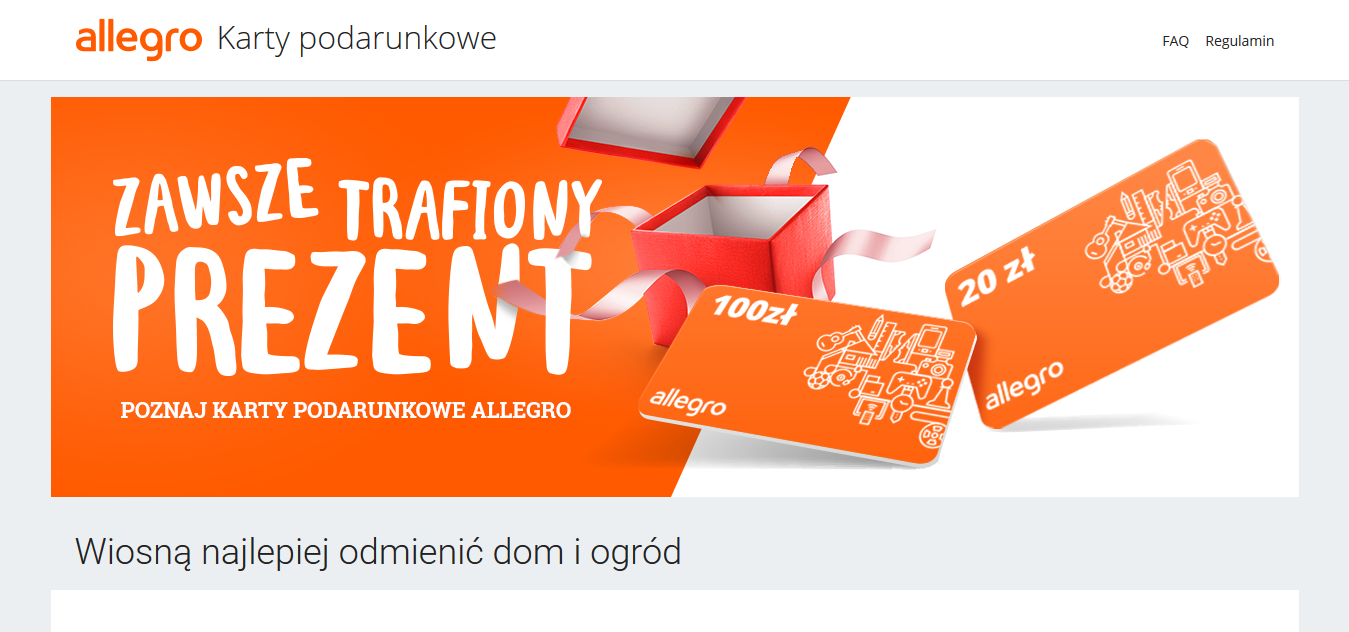 allegro Karty podarunkowe
FAQ Regulamin
ZAWSZE TRAFIONY
PREZENT
POZNAJ KARTY PODARUNKOWE ALLEGRO
100zł
allegro
20 zł
allegro
Wiosną najlepiej odmienić dom i ogród